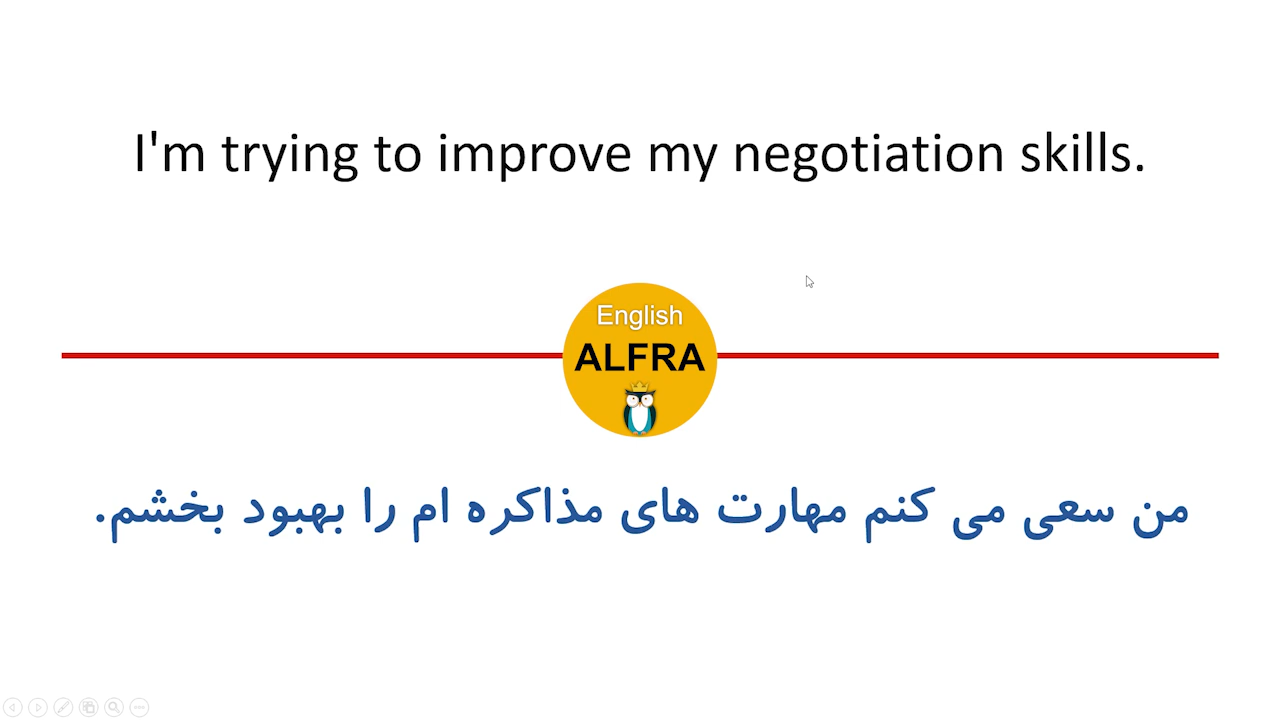 I'm trying to improve my negotiation skills.
English
ALFRA
من سعی می کنم مهارت های مذاکره ام را بهبود بخشم.